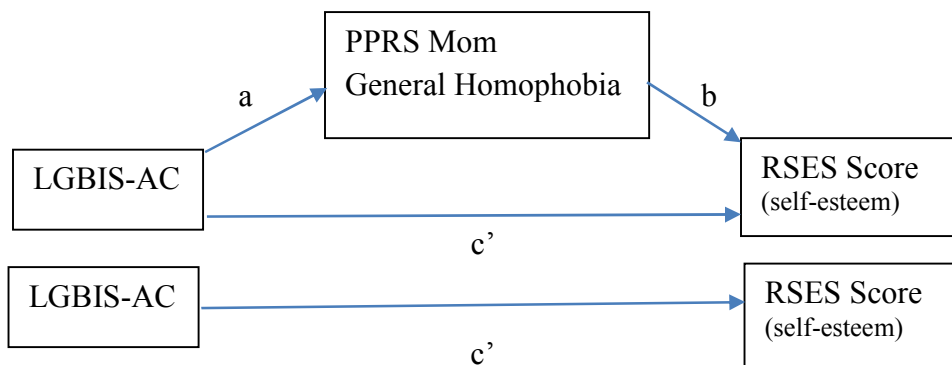 PPRS Mom
General Homophobia
a
b
LGBIS-AC
RSES Score
(self-esteem)
c’
LGBIS-AC
RSES Score
(self-esteem)
c’